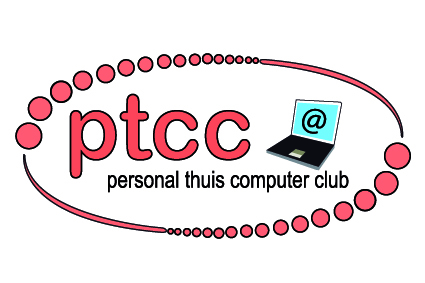 ptcc
@
personal thuis computer club